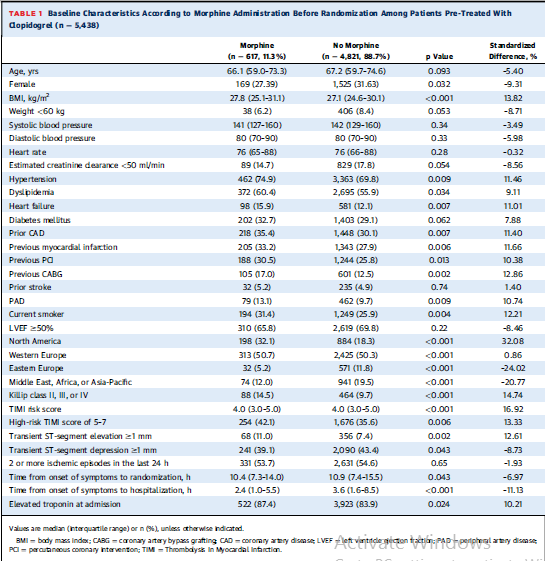 TABLE 1 Baseline Characteristics According to Morphine Administration Before Randomization Among Patients Pre-Treated With
Clopidogrel (n = 5,438)
Morphine No Morphine Standardized
(n = 617, 11.3%) (n = 4,821, 88.7%) p Value Difference, %
Age, yrs 66.1 (59.0-73.3) 67.2 (59.7-74.6) 0.093 -5.40
Female 169 (27.39) 1,525 (31.63) 0.032 -9.31
BMI, kg/m2 27.8 (25.1-31.1) 27.1 (24.6-30.1) <0.001 13.82
Weight <60 kg 38 (6.2) 406 (8.4) 0.053 -8.71
Systolic blood pressure 141 (127-160) 142 (129-160) 0.34 -3.49
Diastolic blood pressure 80 (70-90) 80 (70-90) 0.33 -5.98
Heart rate 76 (65-88) 76 (66-88) 0.28 -0.32
Estimated creatinine clearance <50 ml/min 89 (14.7) 829 (17.8) 0.054 -8.56
Hypertension 462 (74.9) 3,363 (69.8) 0.009 11.46
Dyslipidemia 372 (60.4) 2,695 (55.9) 0.034 9.11
Heart failure 98 (15.9) 581 (12.1) 0.007 11.01
Diabetes mellitus 202 (32.7) 1,403 (29.1) 0.062 7.88
Prior CAD 218 (35.4) 1,448 (30.1) 0.007 11.40
Previous myocardial infarction 205 (33.2) 1,343 (27.9) 0.006 11.66
Previous PCI 188 (30.5) 1,244 (25.8) 0.013 10.38
Previous CABG 105 (17.0) 601 (12.5) 0.002 12.86
Prior stroke 32 (5.2) 235 (4.9) 0.74 1.40
PAD 79 (13.1) 462 (9.7) 0.009 10.74
Current smoker 194 (31.4) 1,249 (25.9) 0.004 12.21
LVEF ≥50% 310 (65.8) 2,619 (69.8) 0.22 -8.46
North America 198 (32.1) 884 (18.3) <0.001 32.08
Western Europe 313 (50.7) 2,425 (50.3) <0.001 0.86
Eastern Europe 32 (5.2) 571 (11.8) <0.001 -24.02
Middle East, Africa, or Asia-Pacific 74 (12.0) 941 (19.5) <0.001 -20.77
Killip class II, III, or IV 88 (14.5) 464 (9.7) <0.001 14.74
TIMI risk score 4.0 (3.0-5.0) 4.0 (3.0-5.0) <0.001 16.92
High-risk TIMI score of 5-7 254 (42.1) 1,676 (35.6) 0.006 13.33
Transient ST-segment elevation ≥1 mm 68 (11.0) 356 (7.4) 0.002 12.61
Transient ST-segment depression ≥1 mm 241 (39.1) 2,090 (43.4) 0.043 -8.73
2 or more ischemic episodes in the last 24 h 331 (53.7) 2,631 (54.6) 0.65 -1.93
Time from onset of symptoms to randomization, h 10.4 (7.3-14.0) 10.9 (7.4-15.5) 0.043 -6.97
Time from onset of symptoms to hospitalization, h 2.4 (1.0-5.5) 3.6 (1.6-8.5) <0.001 -11.13
Elevated troponin at admission 522 (87.4) 3,923 (83.9) 0.024 10.21
Values are median (interquartile range) or n (%), unless otherwise indicated.
BMI = body mass index; CABG = coronary artery bypass grafting; CAD = coronary artery disease; LVEF = left ventricle ejection fraction; PAD = peripheral artery disease;
PCI = percutaneous coronary intervention; TIMI = Thrombolysis In Myocardial Infarction.
Activate Windows